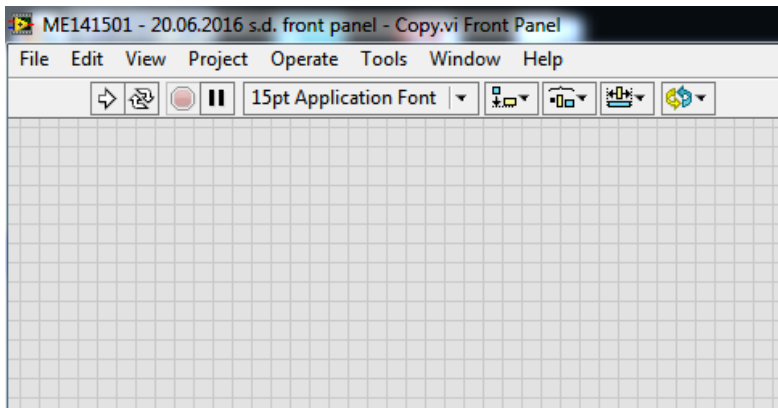 ME141501 - 20.06.2016 s.d. front panel - Copy.vi Front Panel
File Edit View Project Operate Tools Window Help
15pt Application Font